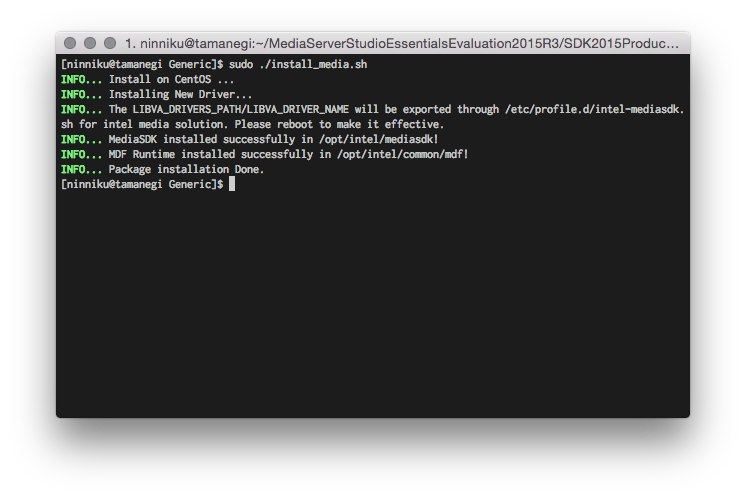 1. ninniku@tamanegi:~/MediaServerStudioEssentialsEvaluation2015R3/SDK2015Produc...
[ninniku@tamanegi Generic]$ sudo ./install_media.sh
INFO... Install on CentOS ...
INFO... Installing New Driver...
INFO... The LIBVA_DRIVERS_PATH/LIBVA_DRIVER_NAME will be exported through /etc/profile.d/intel-mediasdk.
sh for intel media solution. Please reboot to make it effective.
INFO... MediaSDK installed successfully in /opt/intel/mediasdk!
INFO... MDF Runtime installed successfully in /opt/intel/common/mdf!
INFO... Package installation Done.
[ninniku@tamanegi Generic]$